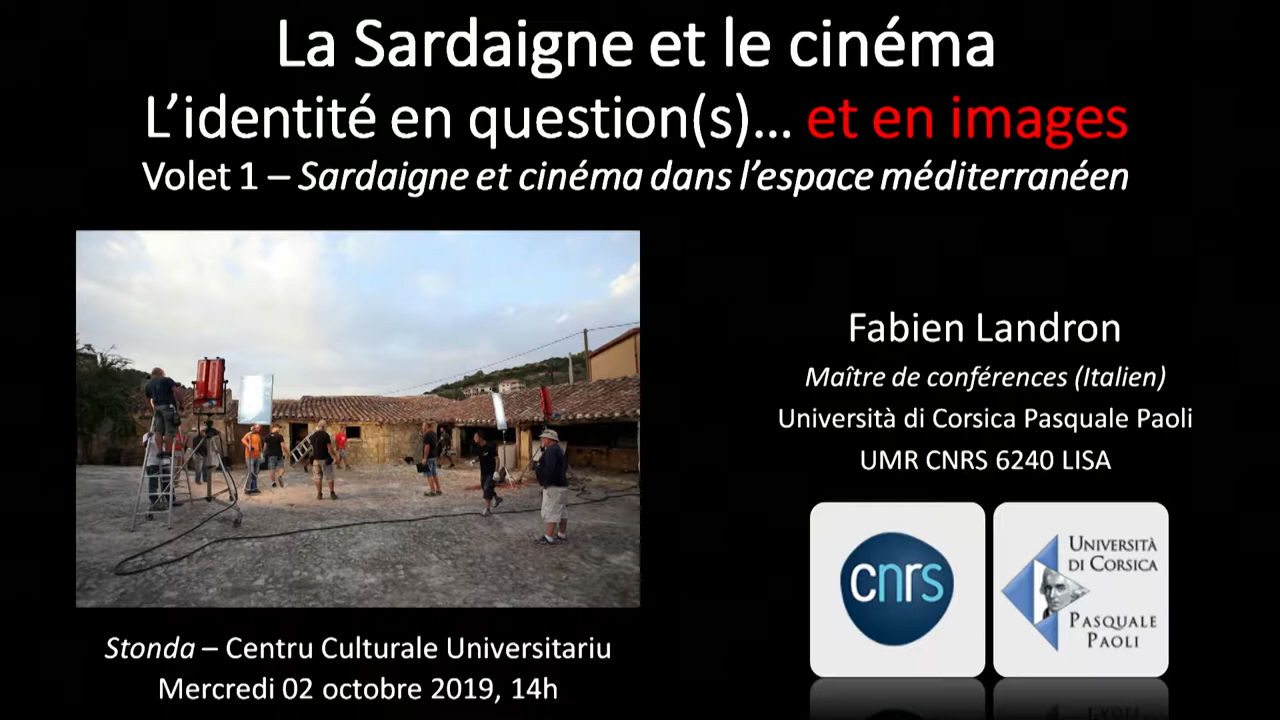 La Sardaigne et le cinéma
L’identité en question(s)… et en images
Volet 1 – Sardaigne et cinéma dans l’espace méditerranéen
Fabien Landron
Maître de conférences (Italien)
Università di Corsica Pasquale Paoli
UMR CNRS 6240 LISA
cnrs
UNIVERSITÀ
DI CORSICA
PASQUALE
PAOLI
Stonda – Centru Culturale Universitariu
Mercredi 02 octobre 2019, 14h